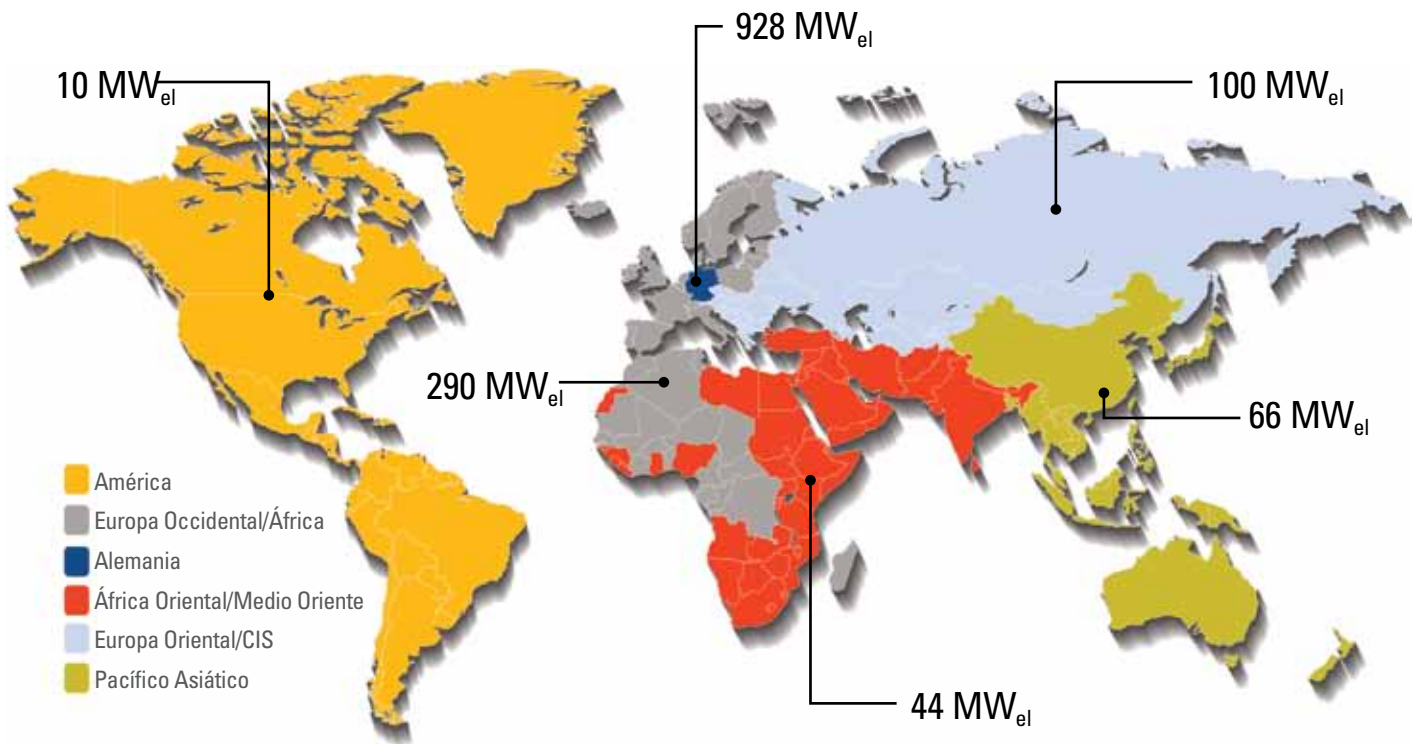 928 MWel
10 MWel
100 MWel
290 MWel
66 MWel
América
Europa Occidental/África
Alemania
África Oriental/Medio Oriente
Europa Oriental/CIS
Pacífico Asiático
44 MWel